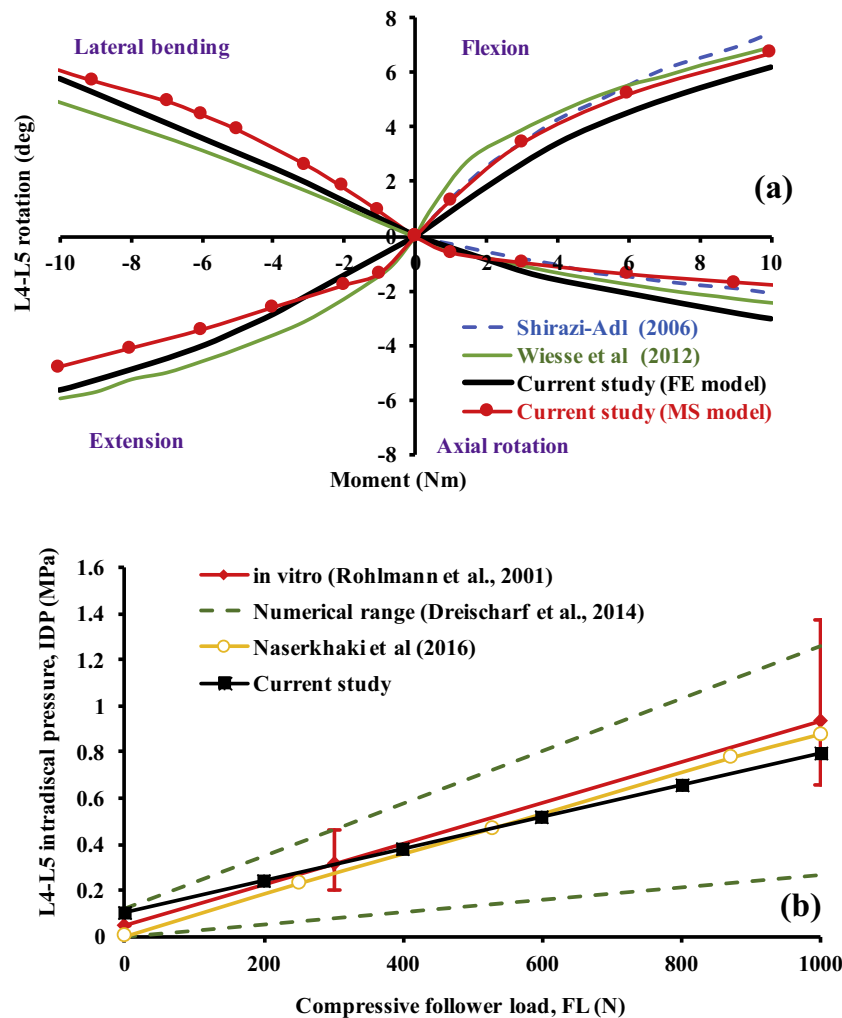 8
Lateral bending
Flexion
6
4
2
(a)
0
-10
-8
-6
-4
-2
0
2
4
6
8
10
-2
Shirazi-Adl (2006)
-4
Wiesse et al (2012)
Current study (FE model)
-6
Current study (MS model)
Extension
-8
Axial rotation
L4-L5 rotation (deg)
Moment (Nm)
1.6
in vitro (Rohlmann et al., 2001)
1.4
Numerical range (Dreischarf et al., 2014)
1.2
Naserkhaki et al (2016)
1
Current study
0.8
0.6
0.4
0.2
(b)
0
0
200
400
600
800
1000
L4-L5 intradiscal pressure, IDP (MPa)
Compressive follower load, FL (N)